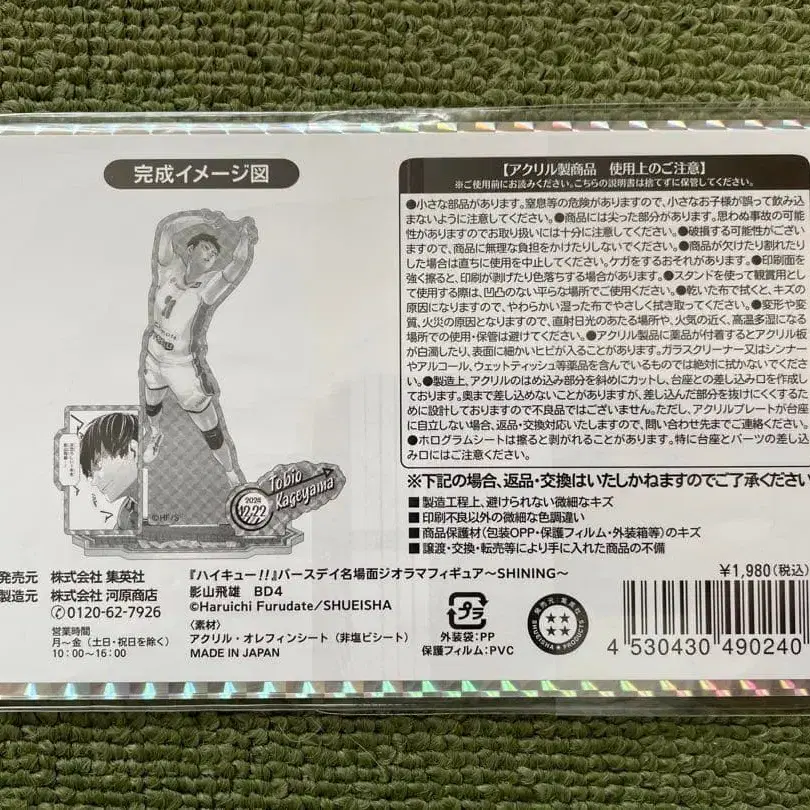 完成イメージ図
©HF/S
2024
12.22
Tobio
Kageyama
【アクリル製商品 使用上のご注意】
※ご使用前にお読みください。こちらの説明書は捨てずに保管してください。
●小さな部品があります。窒息等の危険がありますので、小さなお子様が誤って飲み込
まないように注意してください。●商品には尖った部分があります。思わぬ事故の可能
性がありますのでお取り扱いには十分に注意してください。●破損する可能性がござい
ますので、商品に無理な負担をかけたりしないでください。●商品が欠けたり割れたり
した場合は直ちに使用を中止してください。ケガをするおそれがあります。●印刷面を
強く擦ると、印刷が剥げたり色落ちする場合があります。●スタンドを使って観賞用とし
て使用する際は、凹凸のない平らな場所でご使用ください。●乾いた布で拭くと、キズの
原因になりますので、やわらかい湿った布でやさしく拭き取ってください。●変形や変
質、火災の原因となりますので、直射日光のあたる場所や、火気の近く、高温多湿になる
場所での使用・保管は避けてください。●アクリル製品に薬品が付着するとアクリル板
が白濁したり、表面に細かいヒビが入ることがあります。ガラスクリーナー又はシンナー
やアルコール、ウェットティッシュ等薬品を含んでいるものでは絶対に拭かないでくださ
い。●製造上、アクリルのはめ込み部分を斜めにカットし、台座との差し込み口を作成し
ております。奥まで差し込めないことがありますが、差し込んだ部分を抜けにくくするた
めに設計しておりますので不良品ではございません。ただし、アクリルプレートが台座
に自立しない場合、返品・交換対応いたしますので、問い合わせ先までご連絡ください。
●ホログラムシートは擦ると剥がれることがあります。特に台座とパーツの差し込
み口にはご注意ください。
※下記の場合、返品・交換はいたしかねますのでご了承くださ
■製造工程上、避けられない微細なキズ
■印刷不良以外の微細な色調違い
■商品保護材(包装OPP・保護フィルム・外装箱等)のキズ
■譲渡・交換・転売等により手に入れた商品の不備
発売元 株式会社 集英社
製造元 株式会社 河原商店
0120-62-7926
営業時間
月～金(土日・祝日を除く)
10:00～16:00
『ハイキュー!!』バースデイ名場面ジオラマフィギュア～SHINING～
影山飛雄 BD4
©Haruichi Furudate/SHUEISHA
〈素材〉
アクリル・オレフィンシート(非塩ビシート)
MADE IN JAPAN
プラ
外装袋:PP
保護フィルム:PVC
発売元 集英社
SHUEISHA PRODUCTS
¥1,980(税込)
4 530430 490240